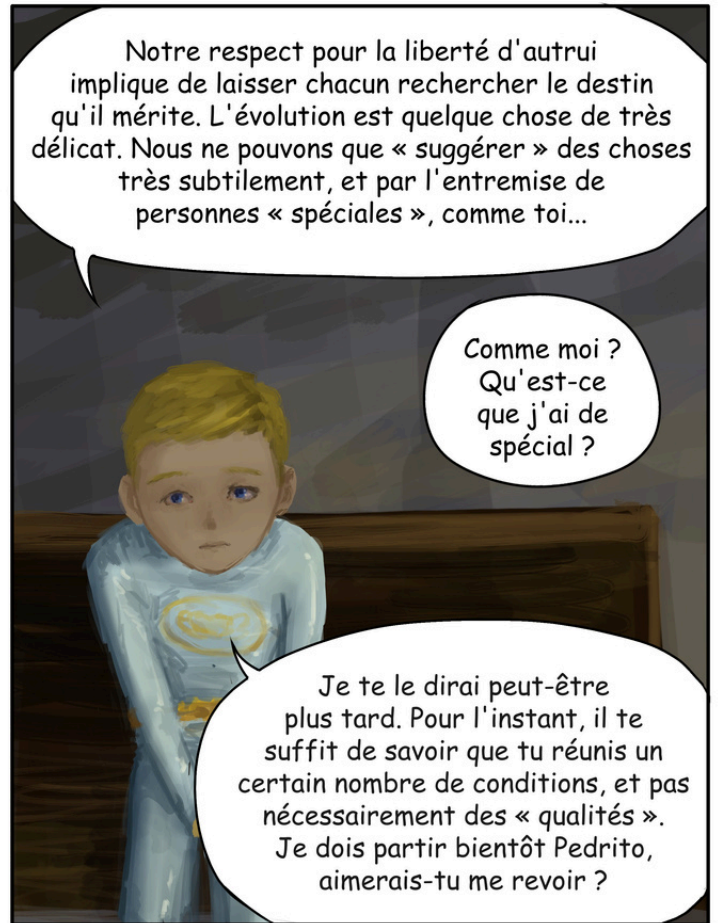 Notre respect pour la liberté d'autrui
implique de laisser chacun rechercher le destin
qu'il mérite. L'évolution est quelque chose de très
délicat. Nous ne pouvons que « suggérer » des choses
très subtilement, et par l'entremise de
personnes « spéciales », comme toi...
Comme moi ?
Qu'est-ce
que j'ai de
spécial ?
Je te le dirai peut-être
plus tard. Pour l'instant, il te
suffit de savoir que tu réunis un
certain nombre de conditions, et pas
nécessairement des « qualités ».
Je dois partir bientôt Pedrito,
aimerais-tu me revoir ?